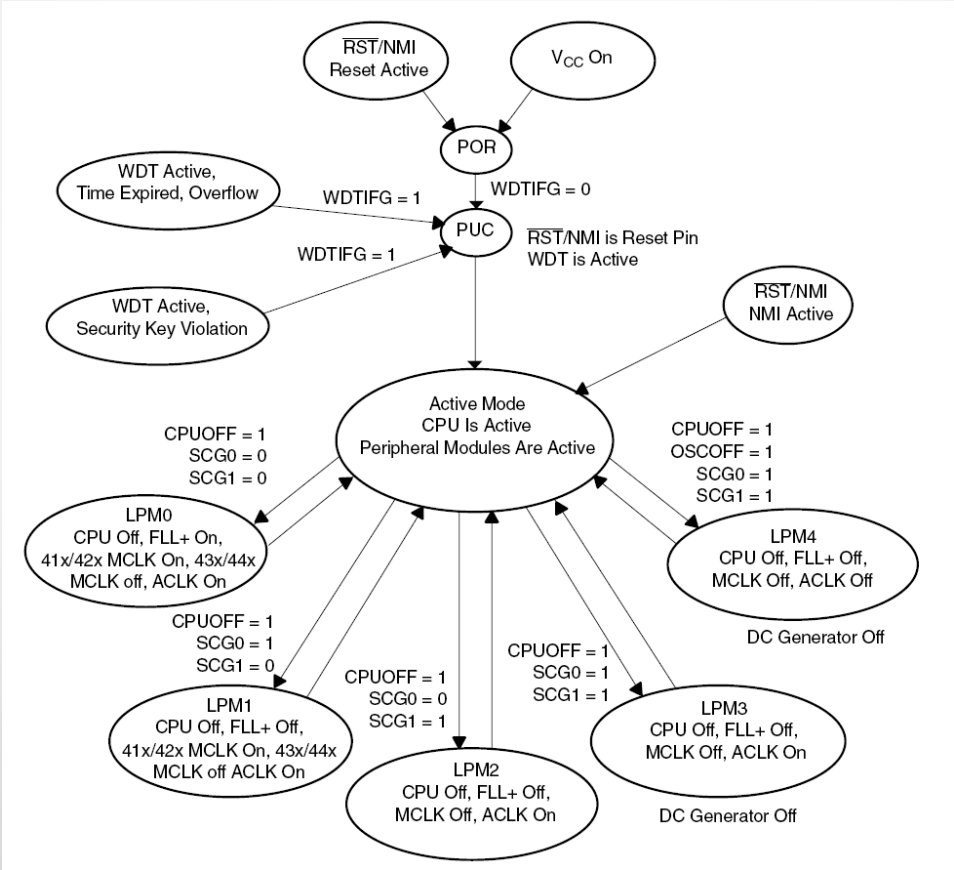 RST/NMI
Reset Active
VCC On
POR
WDT Active,
Time Expired, Overflow
WDTIFG = 1
WDTIFG = 0
PUC
RST/NMI is Reset Pin
WDT is Active
WDTIFG = 1
WDT Active,
Security Key Violation
RST/NMI
NMI Active
Active Mode
CPU Is Active
Peripheral Modules Are Active
CPUOFF = 1
SCG0 = 0
SCG1 = 0
CPUOFF = 1
OSCOFF = 1
SCG0 = 1
SCG1 = 1
LPM0
CPU Off, FLL+ On,
41x/42x MCLK On, 43x/44x
MCLK off, ACLK On
LPM4
CPU Off, FLL+ Off,
MCLK Off, ACLK Off
DC Generator Off
CPUOFF = 1
SCG0 = 1
SCG1 = 0
CPUOFF = 1
SCG0 = 0
SCG1 = 1
CPUOFF = 1
SCG0 = 1
SCG1 = 1
LPM1
CPU Off, FLL+ Off,
41x/42x MCLK On, 43x/44x
MCLK off ACLK On
LPM2
CPU Off, FLL+ Off,
MCLK Off, ACLK On
LPM3
CPU Off, FLL+ Off,
MCLK Off, ACLK On
DC Generator Off